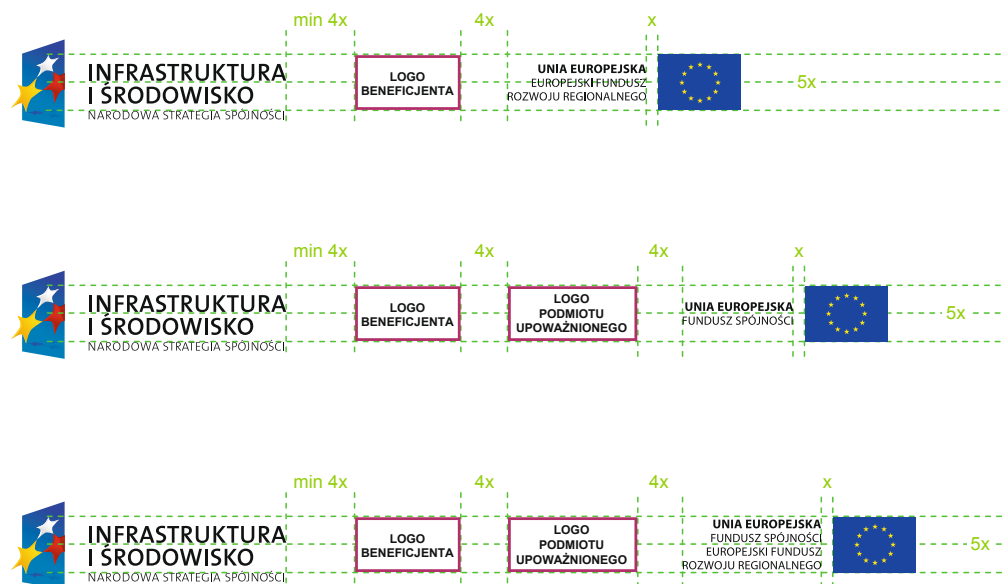 min 4x 4x x
INFRASTRUKTURA
I ŚRODOWISKO
NARODOWA STRATEGIA SPÓJNOŚCI
LOGO
BENEFICJENTA
UNIA EUROPEJSKA
EUROPEJSKI FUNDUSZ
ROZWOJU REGIONALNEGO
5x
min 4x 4x 4x x
INFRASTRUKTURA
I ŚRODOWISKO
NARODOWA STRATEGIA SPÓJNOŚCI
LOGO
BENEFICJENTA
LOGO
PODMIOTU
UPOWAŻNIONEGO
UNIA EUROPEJSKA
FUNDUSZ SPÓJNOŚCI
5x
min 4x 4x 4x x
INFRASTRUKTURA
I ŚRODOWISKO
NARODOWA STRATEGIA SPÓJNOŚCI
LOGO
BENEFICJENTA
LOGO
PODMIOTU
UPOWAŻNIONEGO
UNIA EUROPEJSKA
FUNDUSZ SPÓJNOŚCI
EUROPEJSKI FUNDUSZ
ROZWOJU REGIONALNEGO
5x